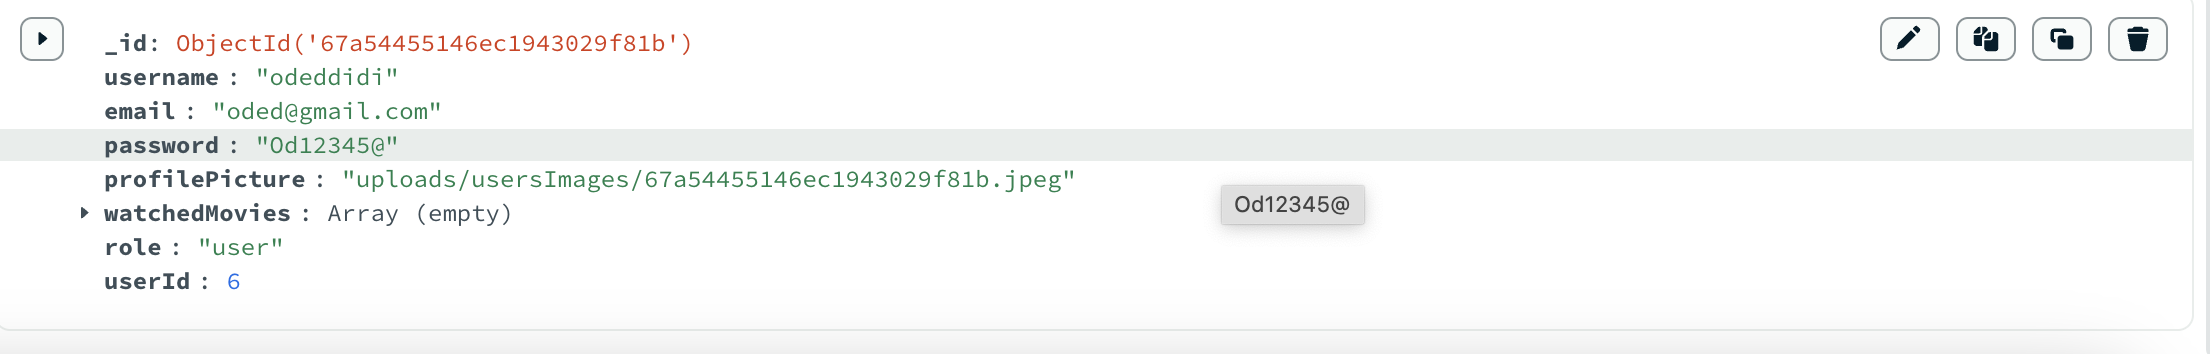 _id: ObjectId('67a54455146ec1943029f81b')
username : "odeddidi"
email : "oded@gmail.com"
password : "Od12345@"
profilePicture : "uploads/usersImages/67a54455146ec1943029f81b.jpeg"
Od12345@
watchedMovies : Array (empty)
role : "user"
userId : 6